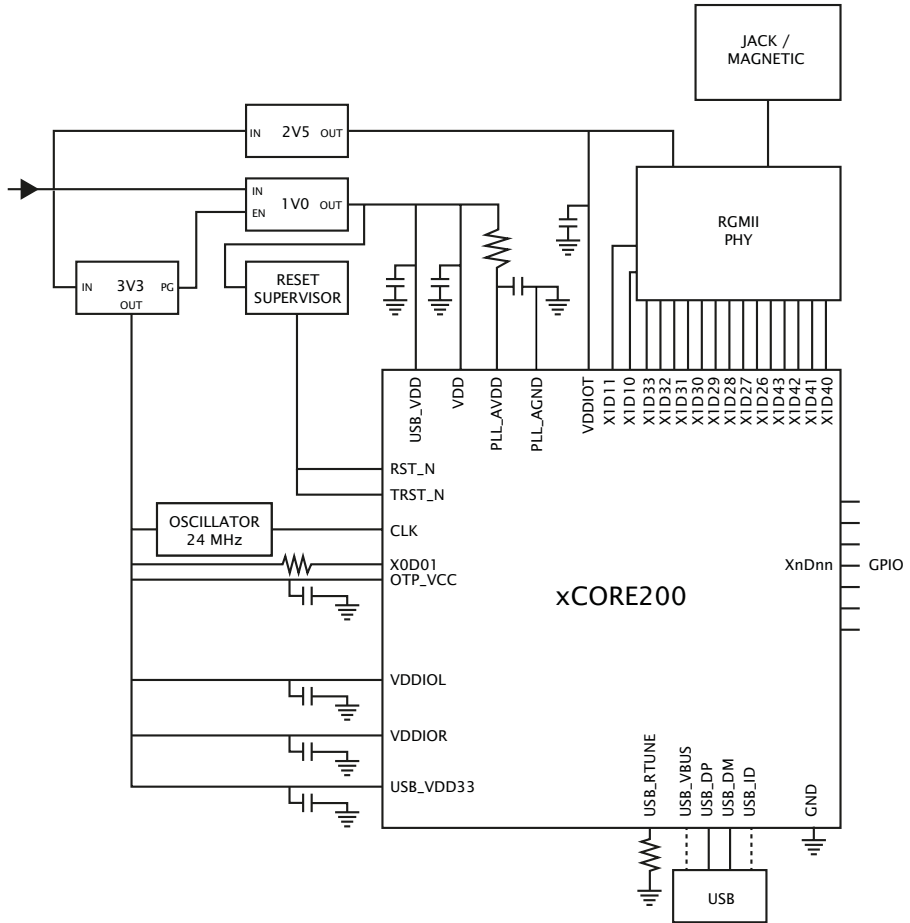 JACK /
MAGNETIC
IN 2V5 OUT
IN
1V0 OUT
EN
RGMII
PHY
IN 3V3 PG
OUT
RESET
SUPERVISOR
USB_VDD
VDD
PLL_AVDD
PLL_AGND
VDDIOT
X1D11
X1D10
X1D33
X1D32
X1D31
X1D30
X1D29
X1D28
X1D27
X1D26
X1D43
X1D42
X1D41
X1D40
RST_N
TRST_N
OSCILLATOR
24 MHz
CLK
X0D01
OTP_VCC
XnDnn GPIO
xCORE200
VDDIOL
VDDIOR
USB_VDD33
USB_RTUNE
USB_VBUS
USB_DP
USB_DM
USB_ID
GND
USB